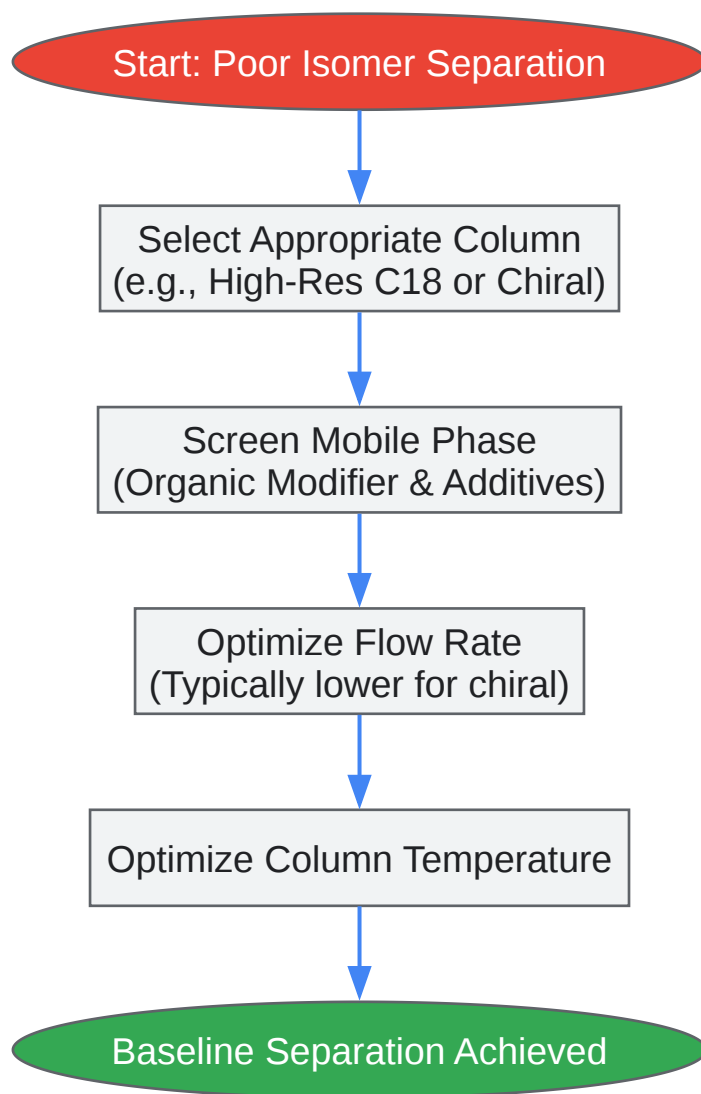 Start: Poor Isomer Separation
Select Appropriate Column
(e.g., High-Res C18 or Chiral)
Screen Mobile Phase
(Organic Modifier & Additives)
Optimize Flow Rate
(Typically lower for chiral)
Optimize Column Temperature
Baseline Separation Achieved